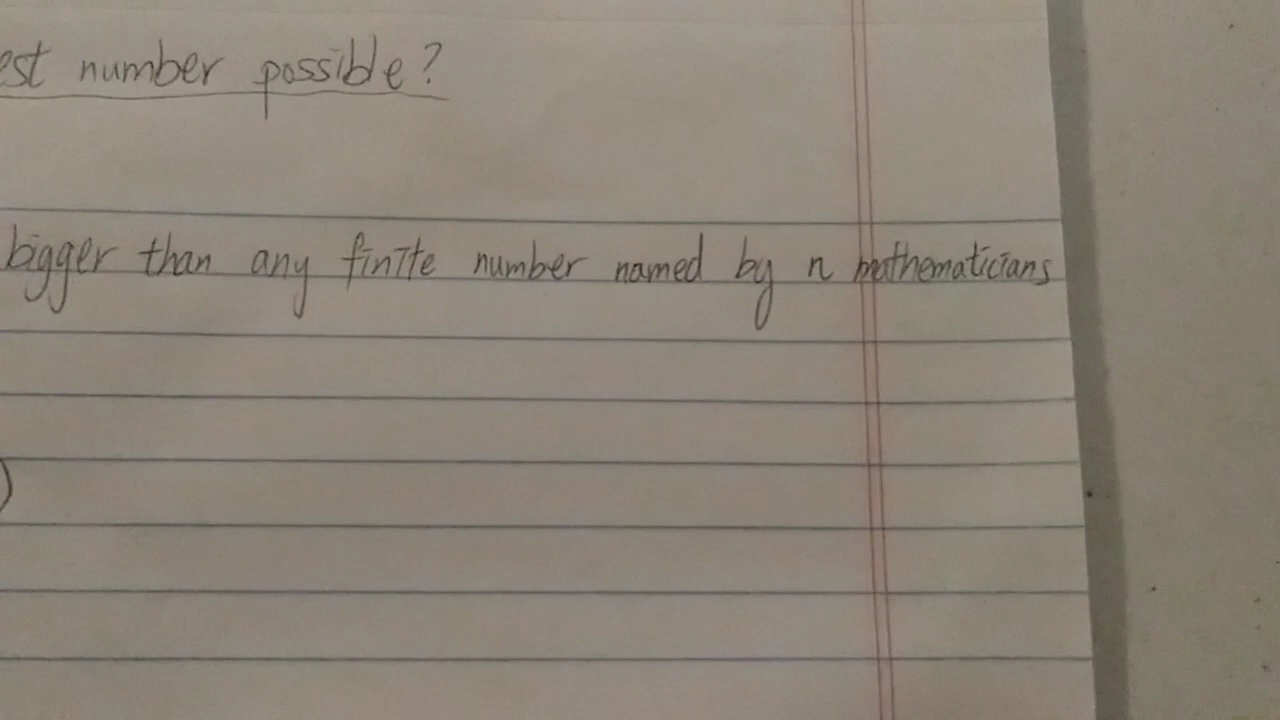 est number possible?
bigger than any finite number named by n mathematicians
)